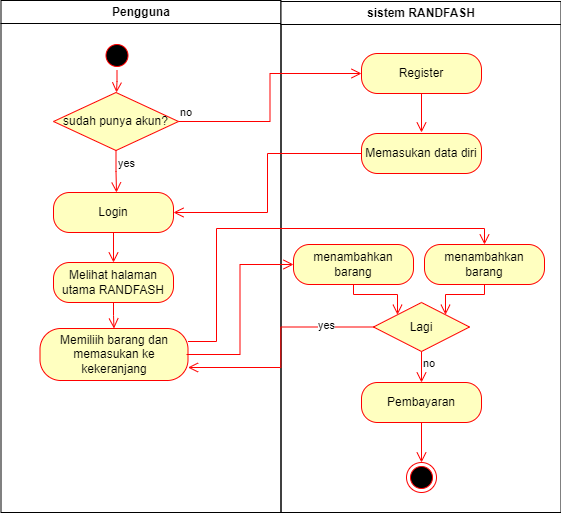 Pengguna
sistem RANDFASH
Register
no
sudah punya akun?
Memasukan data diri
yes
Login
menambahkan
barang
menambahkan
barang
Melihat halaman
utama RANDFASH
yes
Lagi
Memiliih barang dan
memasukan ke
kekeranjang
no
Pembayaran